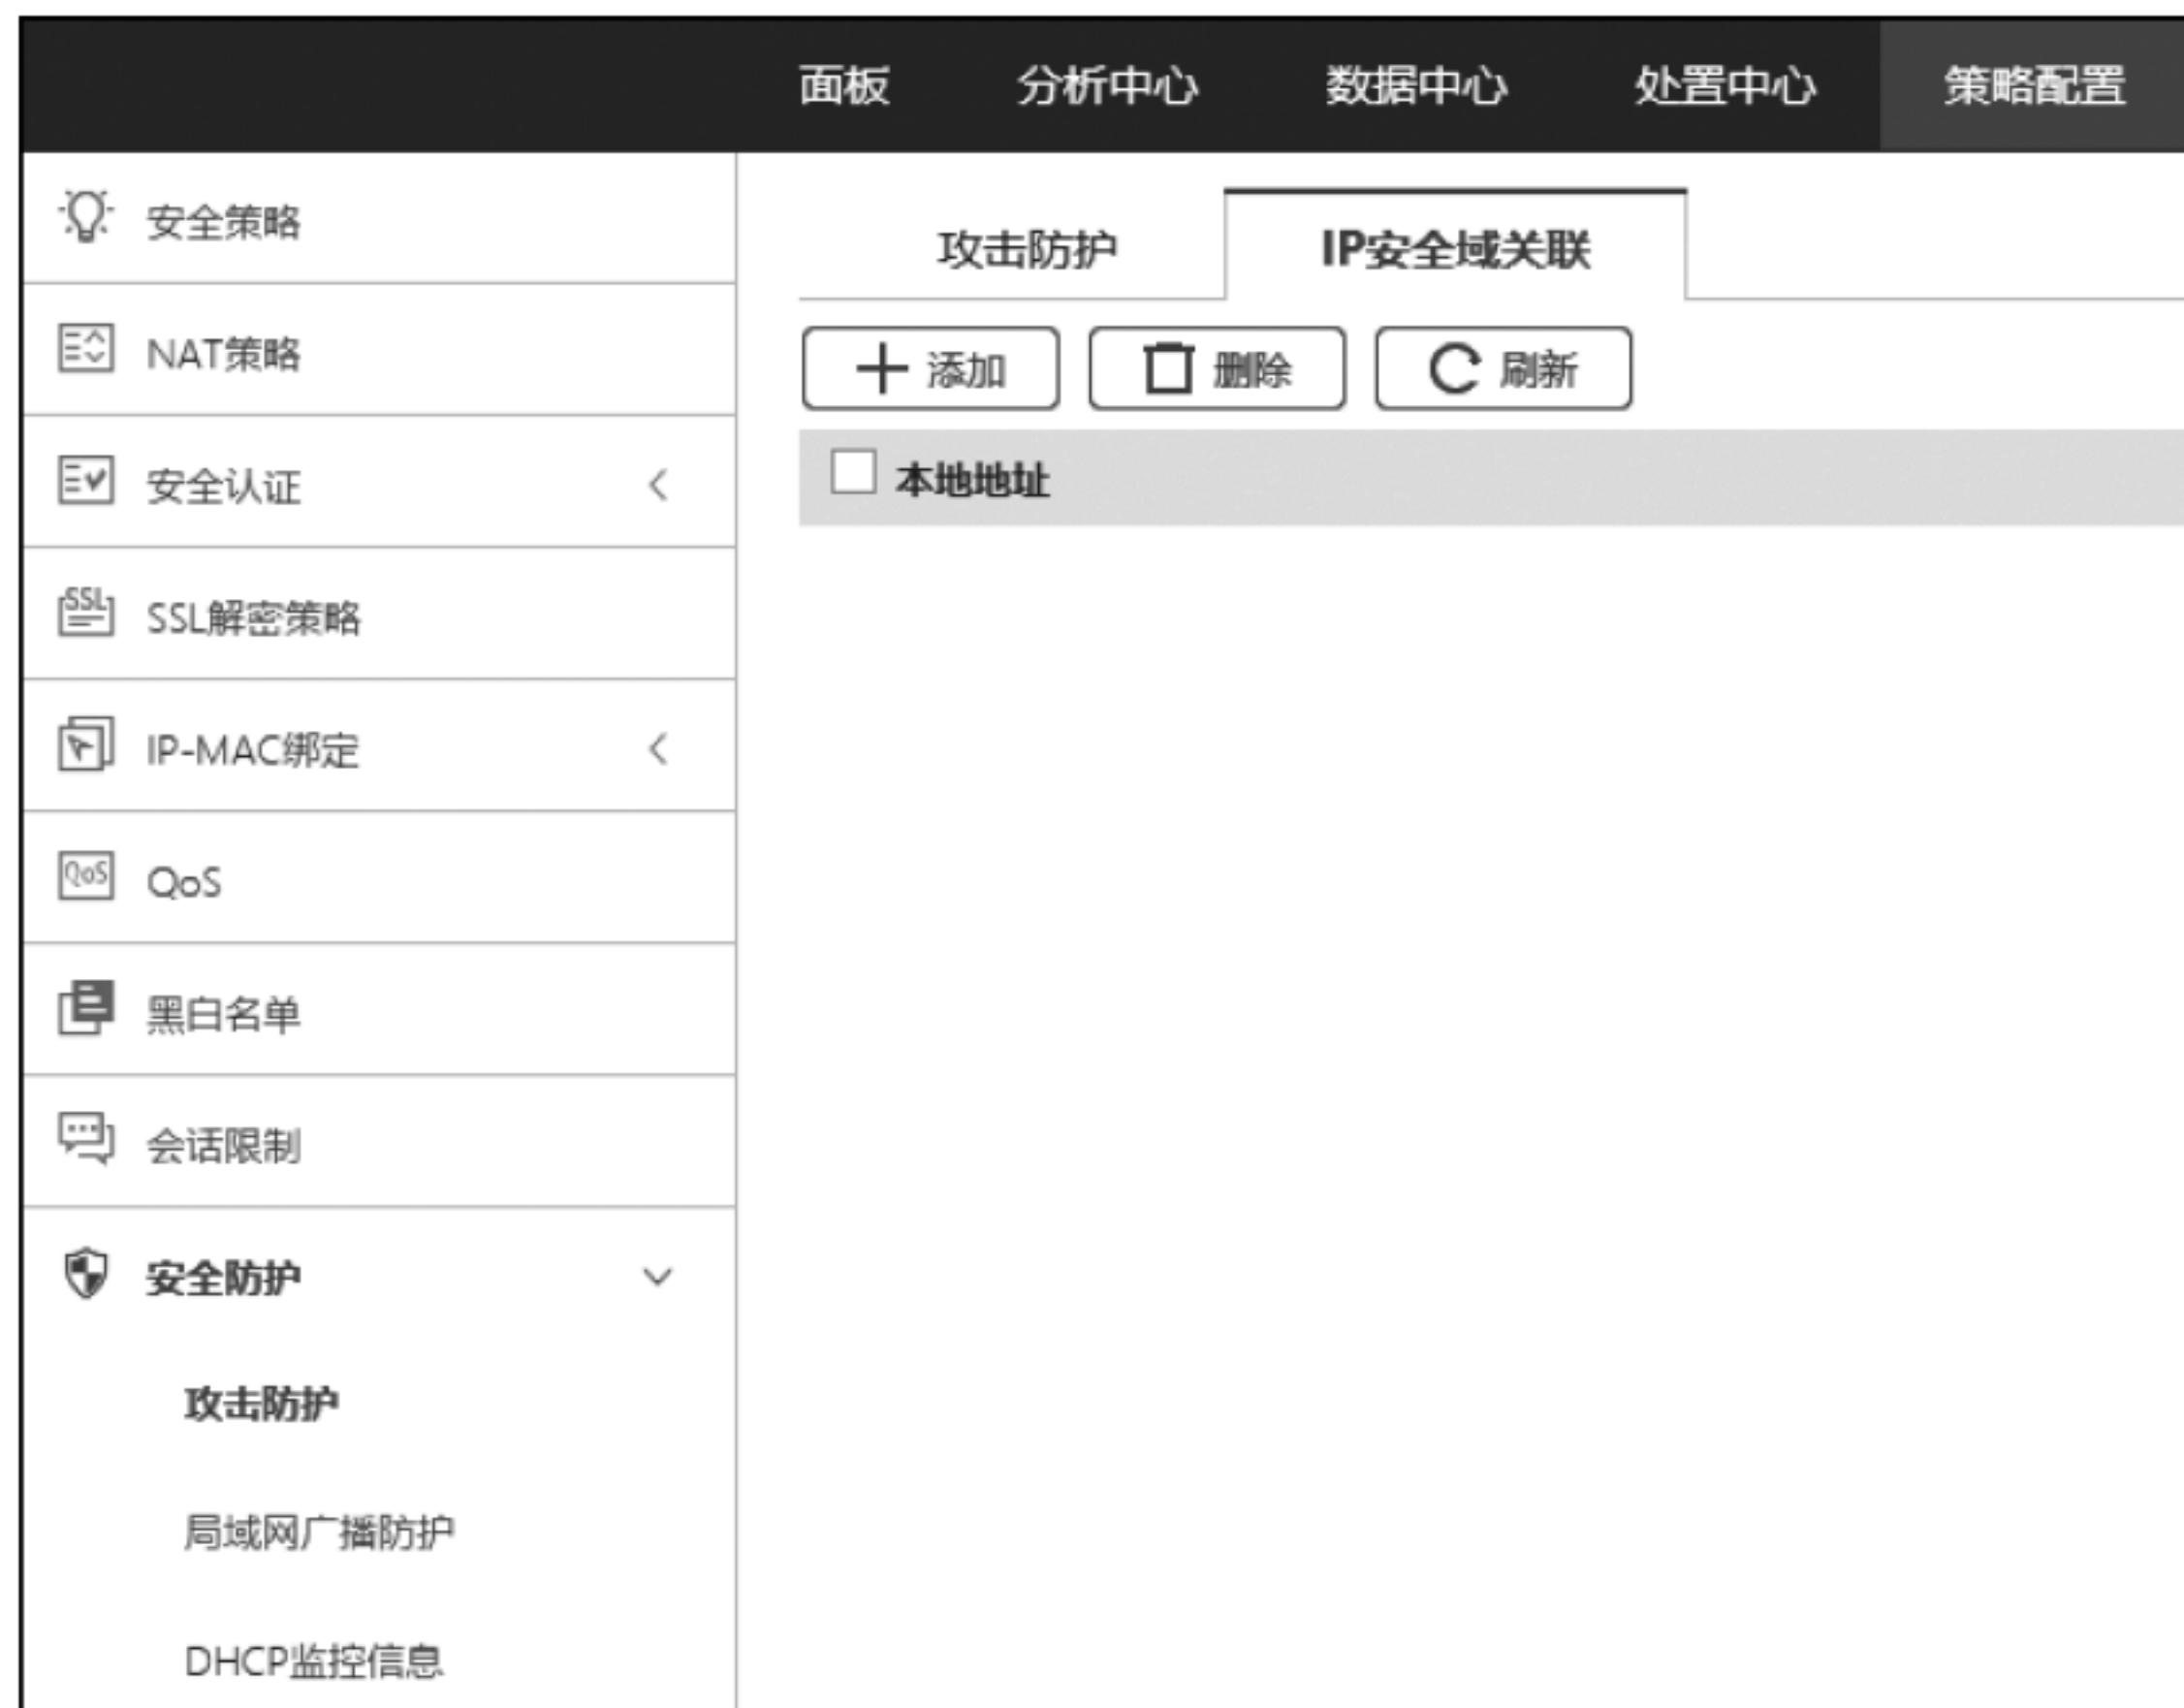 面板 分析中心 数据中心 处置中心 策略配置
安全策略
NAT策略
安全认证
SSL
SSL解密策略
IP-MAC绑定
QoS
QoS
黑白名单
会话限制
安全防护
攻击防护
局域网广播防护
DHCP监控信息
攻击防护 IP安全域关联
添加 删除 刷新
本地地址